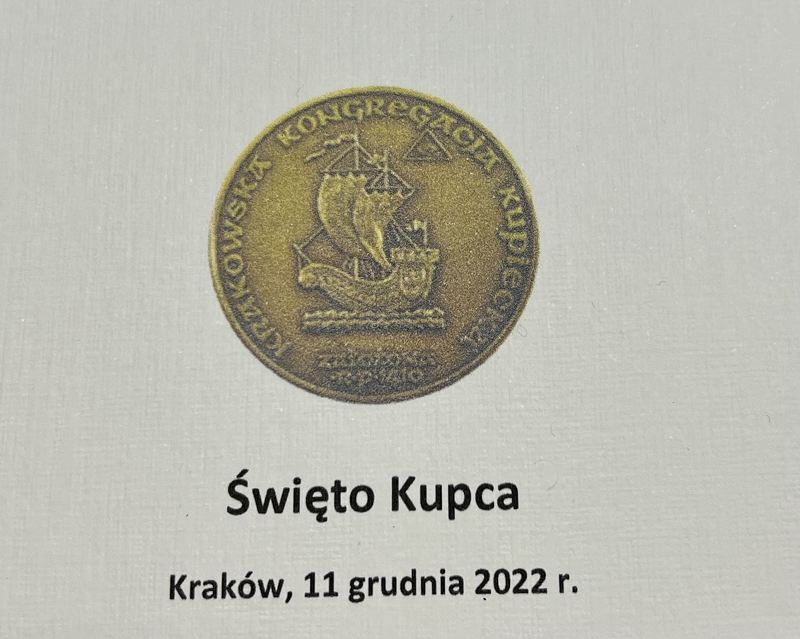 KRAKOWSKA KONGREGACJA KUPIECKA
Święto Kupca
Kraków, 11 grudnia 2022 r.